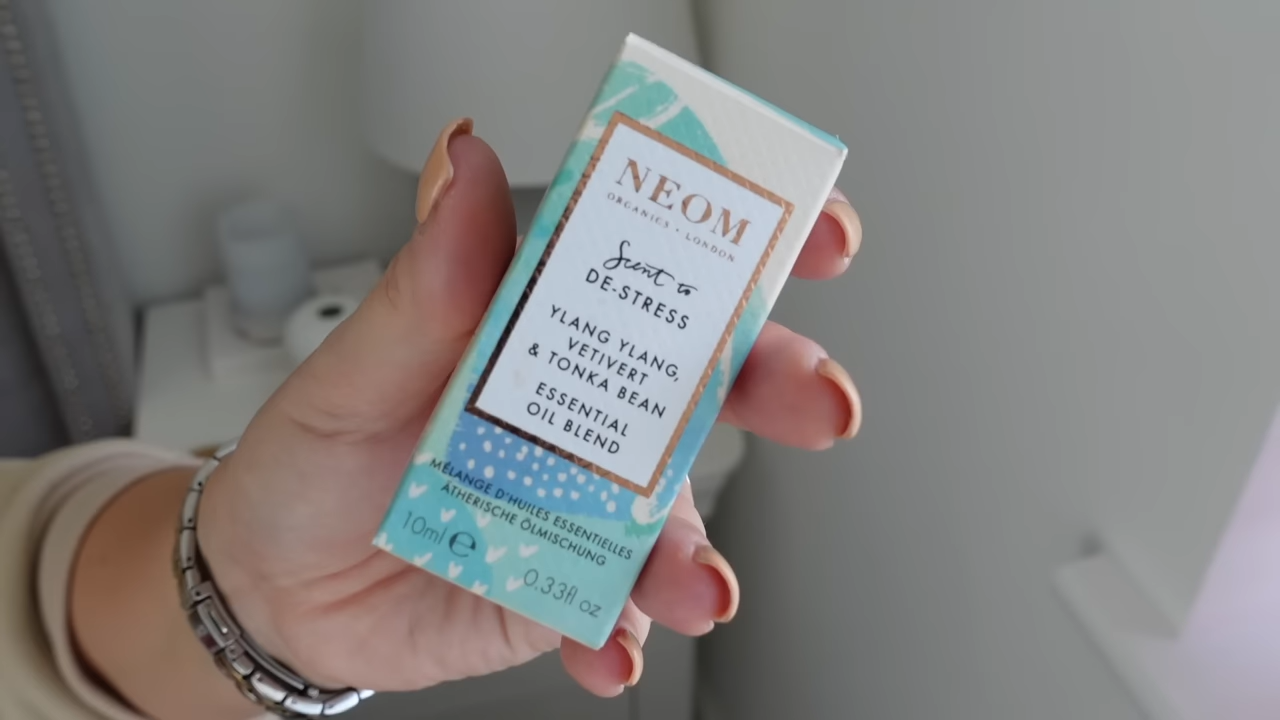 NEOM
ORGANICS • LONDON
Scent to
DE-STRESS
YLANG YLANG,
VETIVERT
& TONKA BEAN
ESSENTIAL
OIL BLEND
MÉLANGE D'HUILES ESSENTIELLES
ÄTHERISCHE ÖLMISCHUNG
10ml ℮
0.33fl oz